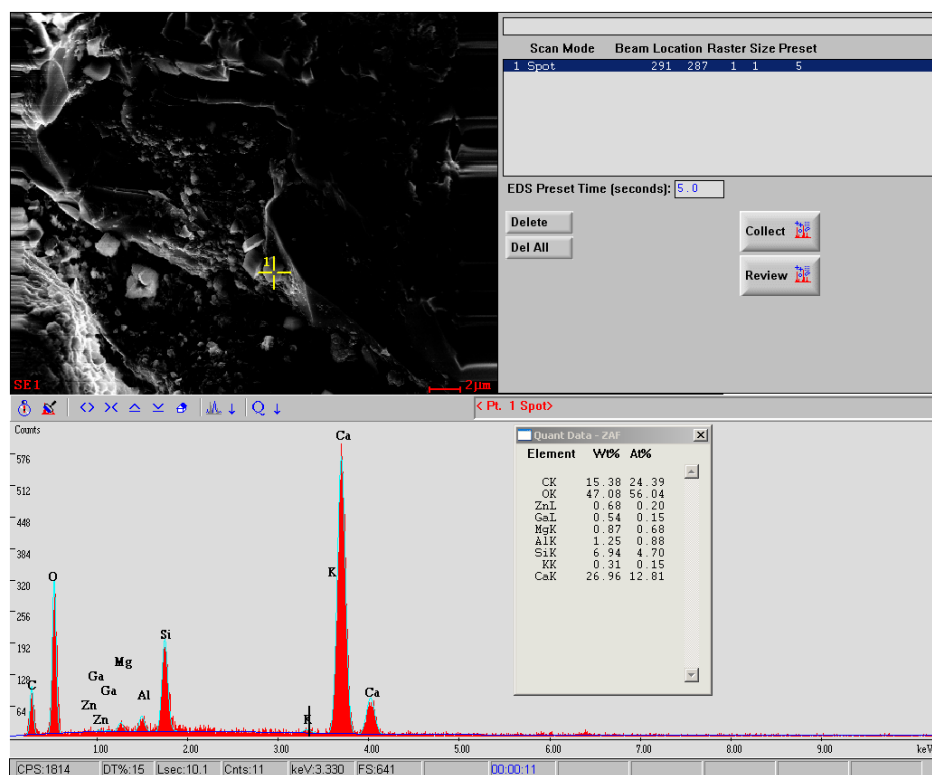 Scan Mode Beam Location Raster Size Preset
1 Spot 291 287 1 1 5
EDS Preset Time (seconds): 5.0
Delete
Collect
Del All
Review
1
SE1
2µm
< Pt. 1 Spot>
Counts
576
512
448
384
320
256
192
128
64
C
O
Ga
Ga
Zn
Zn
Mg
Al
Si
K
K
Ca
Ca
Quant Data - ZAF
Element Wt% At%
CK 15.38 24.39
OK 47.08 56.04
ZnL 0.68 0.20
GaL 0.54 0.15
MgK 0.87 0.68
AlK 1.25 0.88
SiK 6.94 4.70
KK 0.31 0.15
CaK 26.96 12.81
1.00 2.00 3.00 4.00 5.00 6.00 7.00 8.00 9.00 keV
CPS:1814 DT%:15 Lsec:10.1 Cnts:11 keV:3.330 FS:641 00:00:11